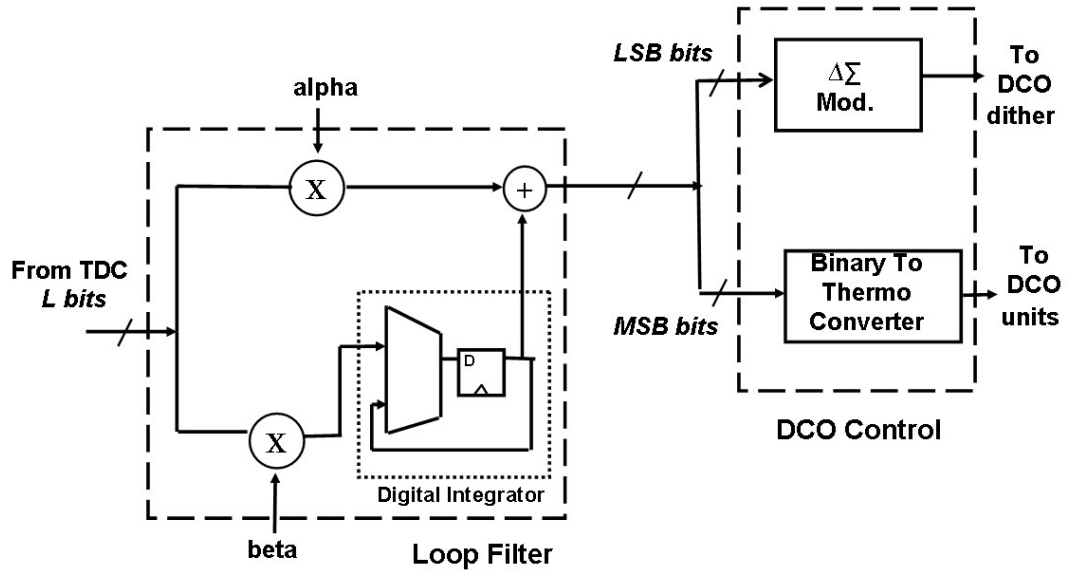 LSB bits
ΔΣ
Mod.
To
DCO
dither
alpha
X
+
From TDC
L bits
Binary To
Thermo
Converter
To
DCO
units
MSB bits
D
X
DCO Control
Digital Integrator
beta
Loop Filter